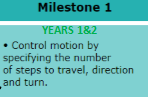 Milestone 1
YEARS 1&2
• Control motion by
specifying the number
of steps to travel, direction
and turn.